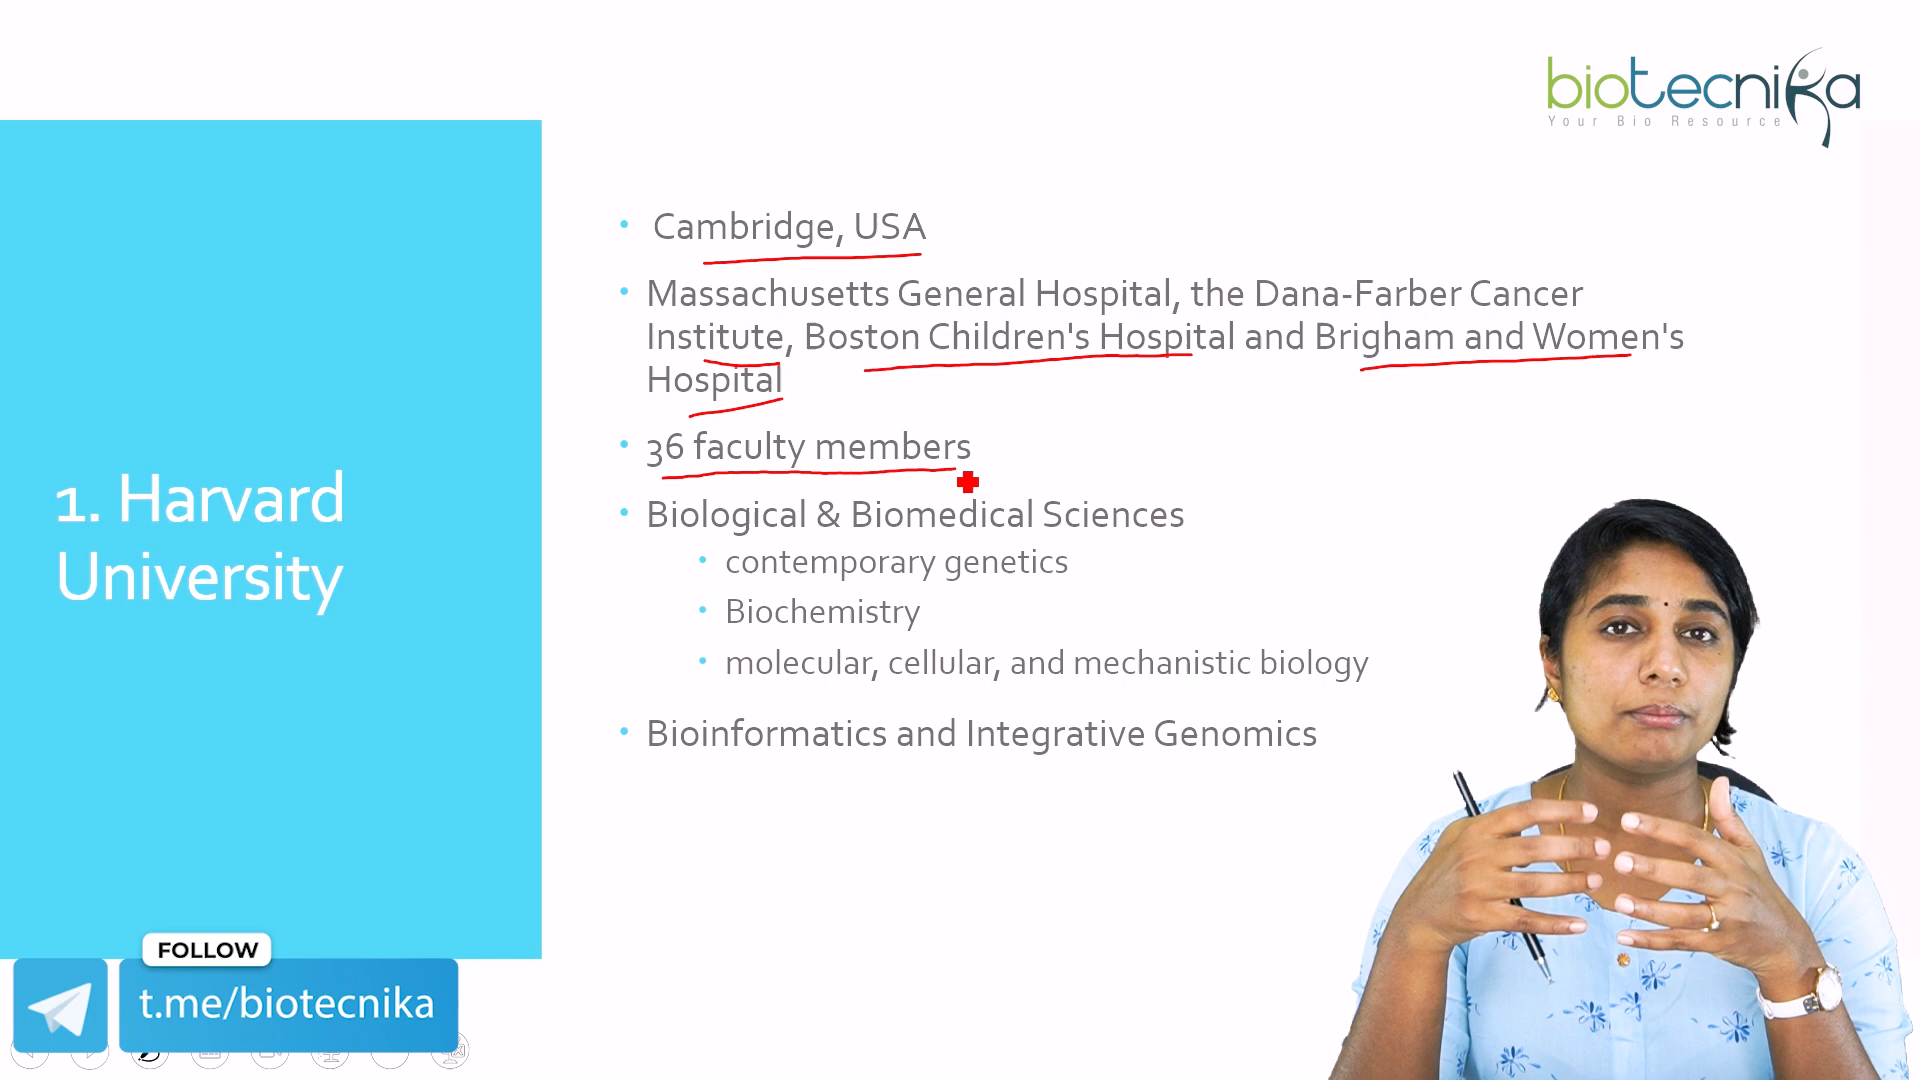 biotecnika
Your Bio Resource
1. Harvard
University
• Cambridge, USA
• Massachusetts General Hospital, the Dana-Farber Cancer
Institute, Boston Children's Hospital and Brigham and Women's
Hospital
• 36 faculty members
• Biological & Biomedical Sciences
• contemporary genetics
• Biochemistry
• molecular, cellular, and mechanistic biology
• Bioinformatics and Integrative Genomics
FOLLOW
t.me/biotecnika